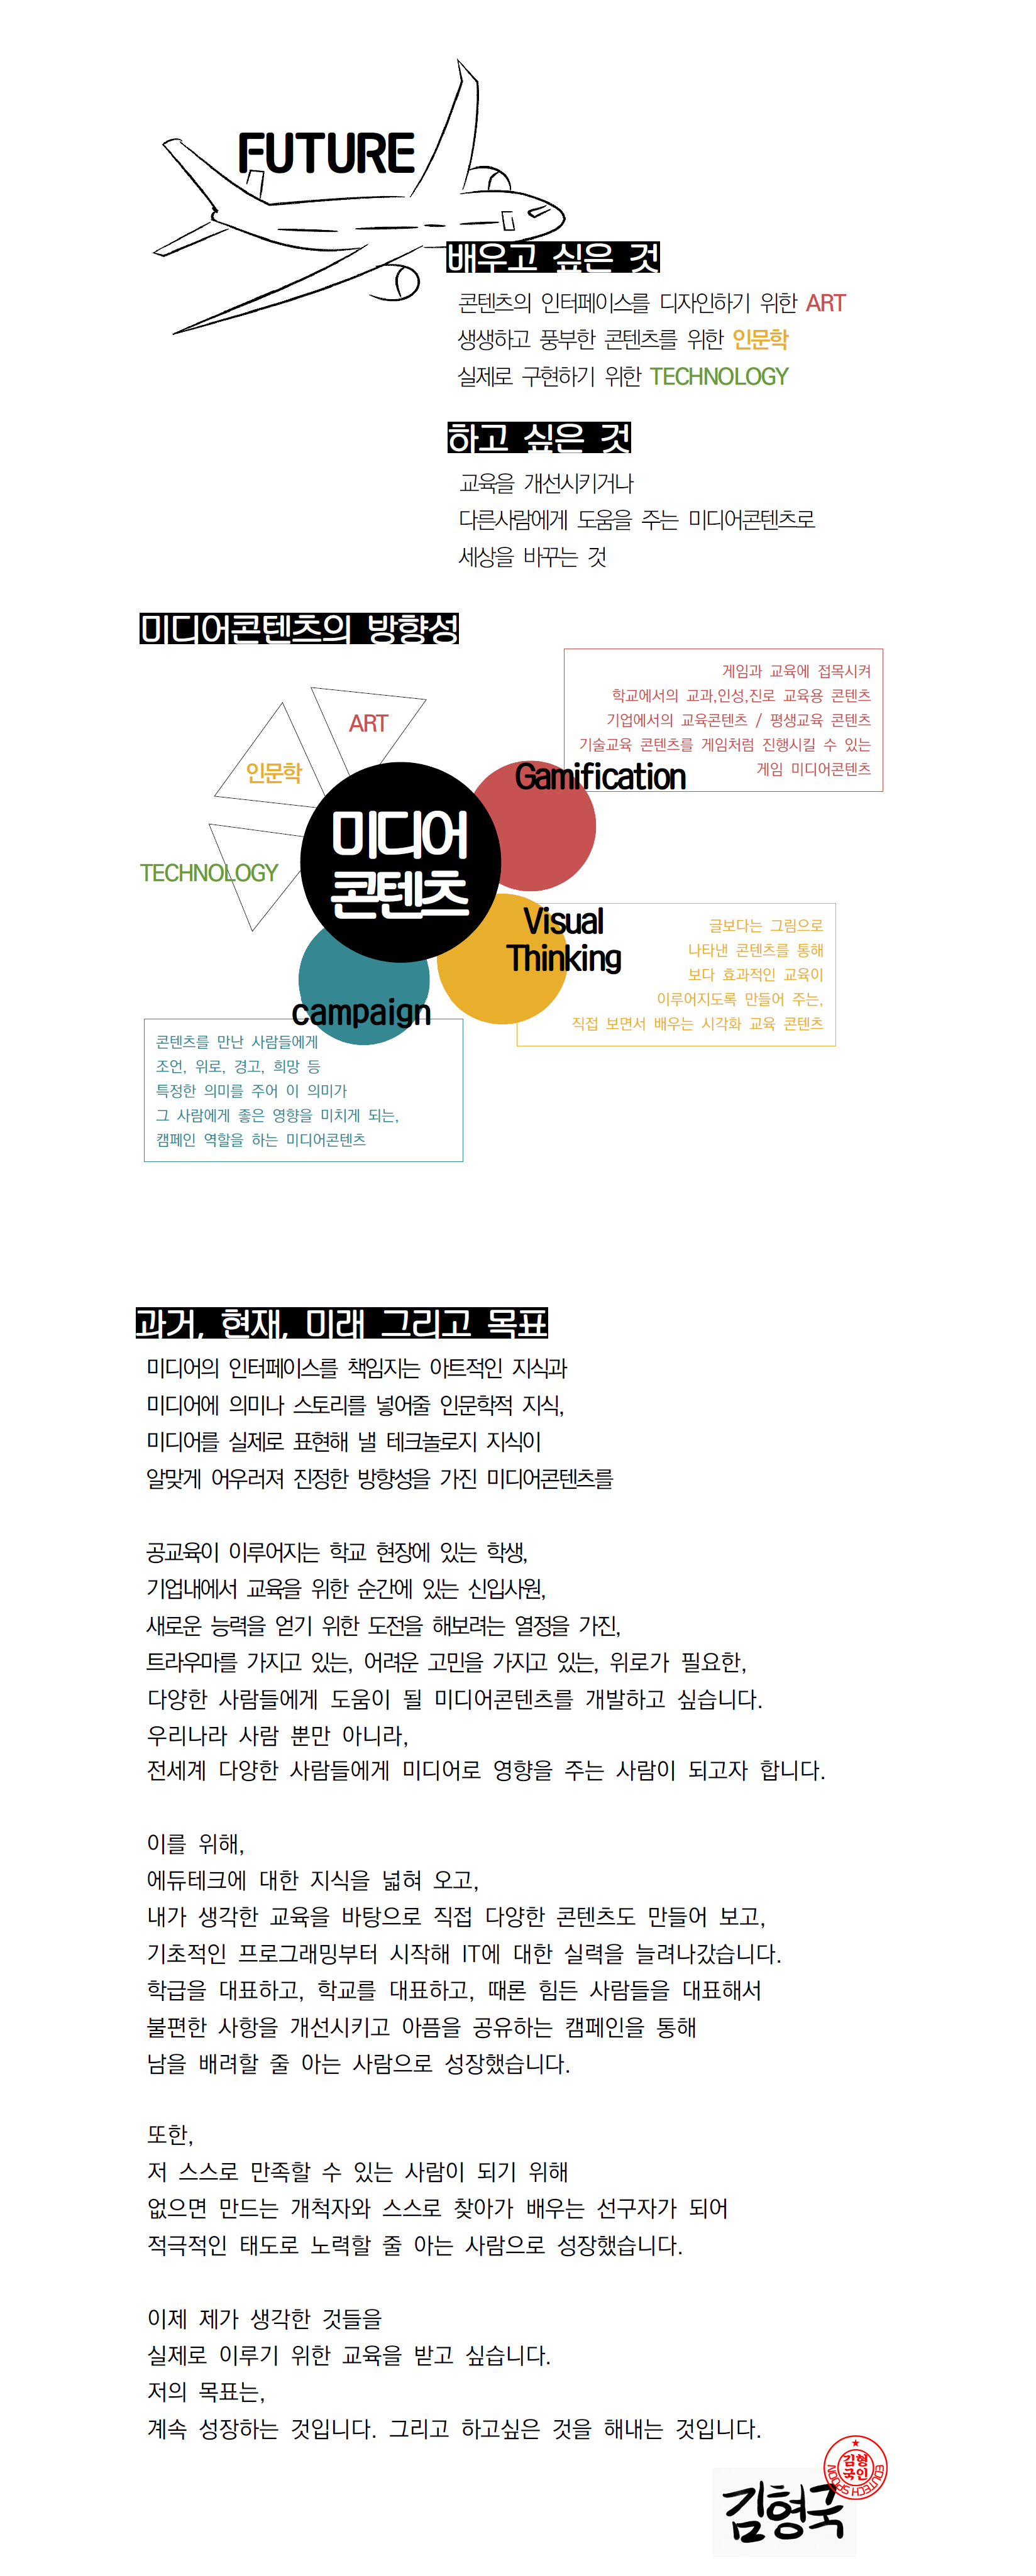 FUTURE
배우고 싶은 것
콘텐츠의 인터페이스를 디자인하기 위한 ART
생생하고 풍부한 콘텐츠를 위한 인문학
실제로 구현하기 위한 TECHNOLOGY
하고 싶은 것
교육을 개선시키거나
다른사람에게 도움을 주는 미디어콘텐츠로
세상을 바꾸는 것
미디어콘텐츠의 방향성
게임과 교육에 접목시켜
학교에서의 교과,인성,진로 교육용 콘텐츠
기업에서의 교육콘텐츠 / 평생교육 콘텐츠
기술교육 콘텐츠를 게임처럼 진행시킬 수 있는
게임 미디어콘텐츠
Gamification
ART
인문학
TECHNOLOGY
미디어
콘텐츠
Visual
Thinking
글보다는 그림으로
나타낸 콘텐츠를 통해
보다 효과적인 교육이
이루어지도록 만들어 주는,
직접 보면서 배우는 시각화 교육 콘텐츠
campaign
콘텐츠를 만난 사람들에게
조언, 위로, 경고, 희망 등
특정한 의미를 주어 이 의미가
그 사람에게 좋은 영향을 미치게 되는,
캠페인 역할을 하는 미디어콘텐츠
과거, 현재, 미래 그리고 목표
미디어의 인터페이스를 책임지는 아트적인 지식과
미디어에 의미나 스토리를 넣어줄 인문학적 지식,
미디어를 실제로 표현해 낼 테크놀로지 지식이
알맞게 어우러져 진정한 방향성을 가진 미디어콘텐츠를
공교육이 이루어지는 학교 현장에 있는 학생,
기업내에서 교육을 위한 순간에 있는 신입사원,
새로운 능력을 얻기 위한 도전을 해보려는 열정을 가진,
트라우마를 가지고 있는, 어려운 고민을 가지고 있는, 위로가 필요한,
다양한 사람들에게 도움이 될 미디어콘텐츠를 개발하고 싶습니다.
우리나라 사람 뿐만 아니라,
전세계 다양한 사람들에게 미디어로 영향을 주는 사람이 되고자 합니다.
이를 위해,
에듀테크에 대한 지식을 넓혀 오고,
내가 생각한 교육을 바탕으로 직접 다양한 콘텐츠도 만들어 보고,
기초적인 프로그래밍부터 시작해 IT에 대한 실력을 늘려나갔습니다.
학급을 대표하고, 학교를 대표하고, 때론 힘든 사람들을 대표해서
불편한 사항을 개선시키고 아픔을 공유하는 캠페인을 통해
남을 배려할 줄 아는 사람으로 성장했습니다.
또한,
저 스스로 만족할 수 있는 사람이 되기 위해
없으면 만드는 개척자와 스스로 찾아가 배우는 선구자가 되어
적극적인 태도로 노력할 줄 아는 사람으로 성장했습니다.
이제 제가 생각한 것들을
실제로 이루기 위한 교육을 받고 싶습니다.
저의 목표는,
계속 성장하는 것입니다. 그리고 하고싶은 것을 해내는 것입니다.
김형
국인
김형국